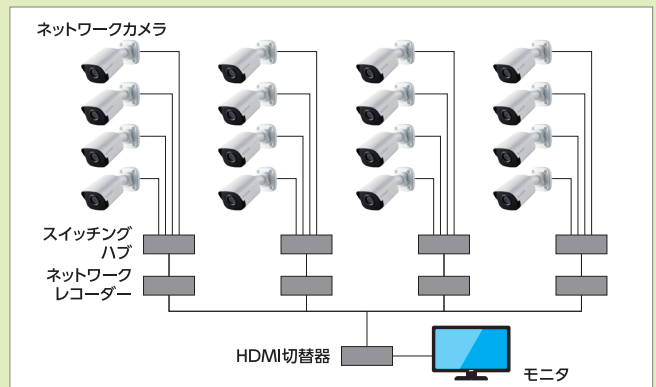 ネットワークカメラ
スイッチング
ハブ
ネットワーク
レコーダー
HDMI切替器
モニタ